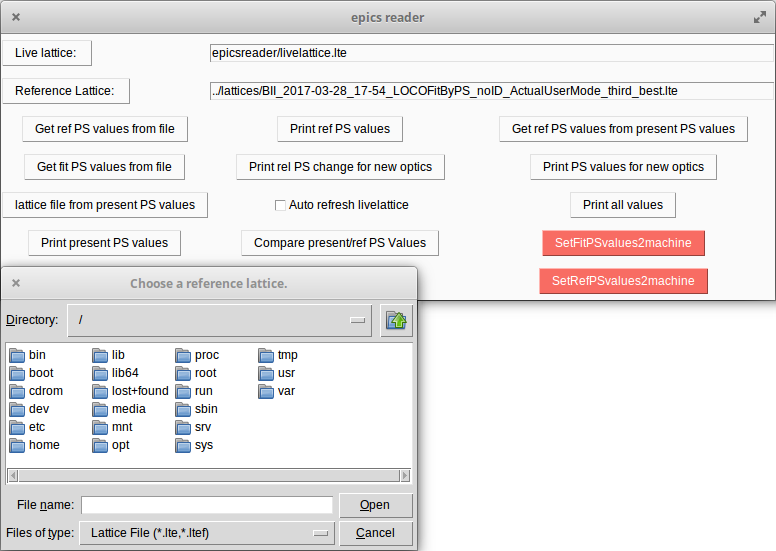 epics reader
Live lattice: epicsreader/livelattice.lte
Reference Lattice: ../lattices/BII_2017-03-28_17-54_LOCOFitByPS_noID_ActualUserMode_third_best.lte
Get ref PS values from file Print ref PS values Get ref PS values from present PS values
Get fit PS values from file Print rel PS change for new optics Print PS values for new optics
lattice file from present PS values Auto refresh livelattice Print all values
Print present PS values Compare present/ref PS Values SetFitPSvalues2machine
SetRefPSvalues2machine
Choose a reference lattice.
Directory: /
bin lib proc tmp
boot lib64 root usr
cdrom lost+found run var
dev media sbin
etc mnt srv
home opt sys
File name: Open
Files of type: Lattice File (*.lte,*.ltef) Cancel